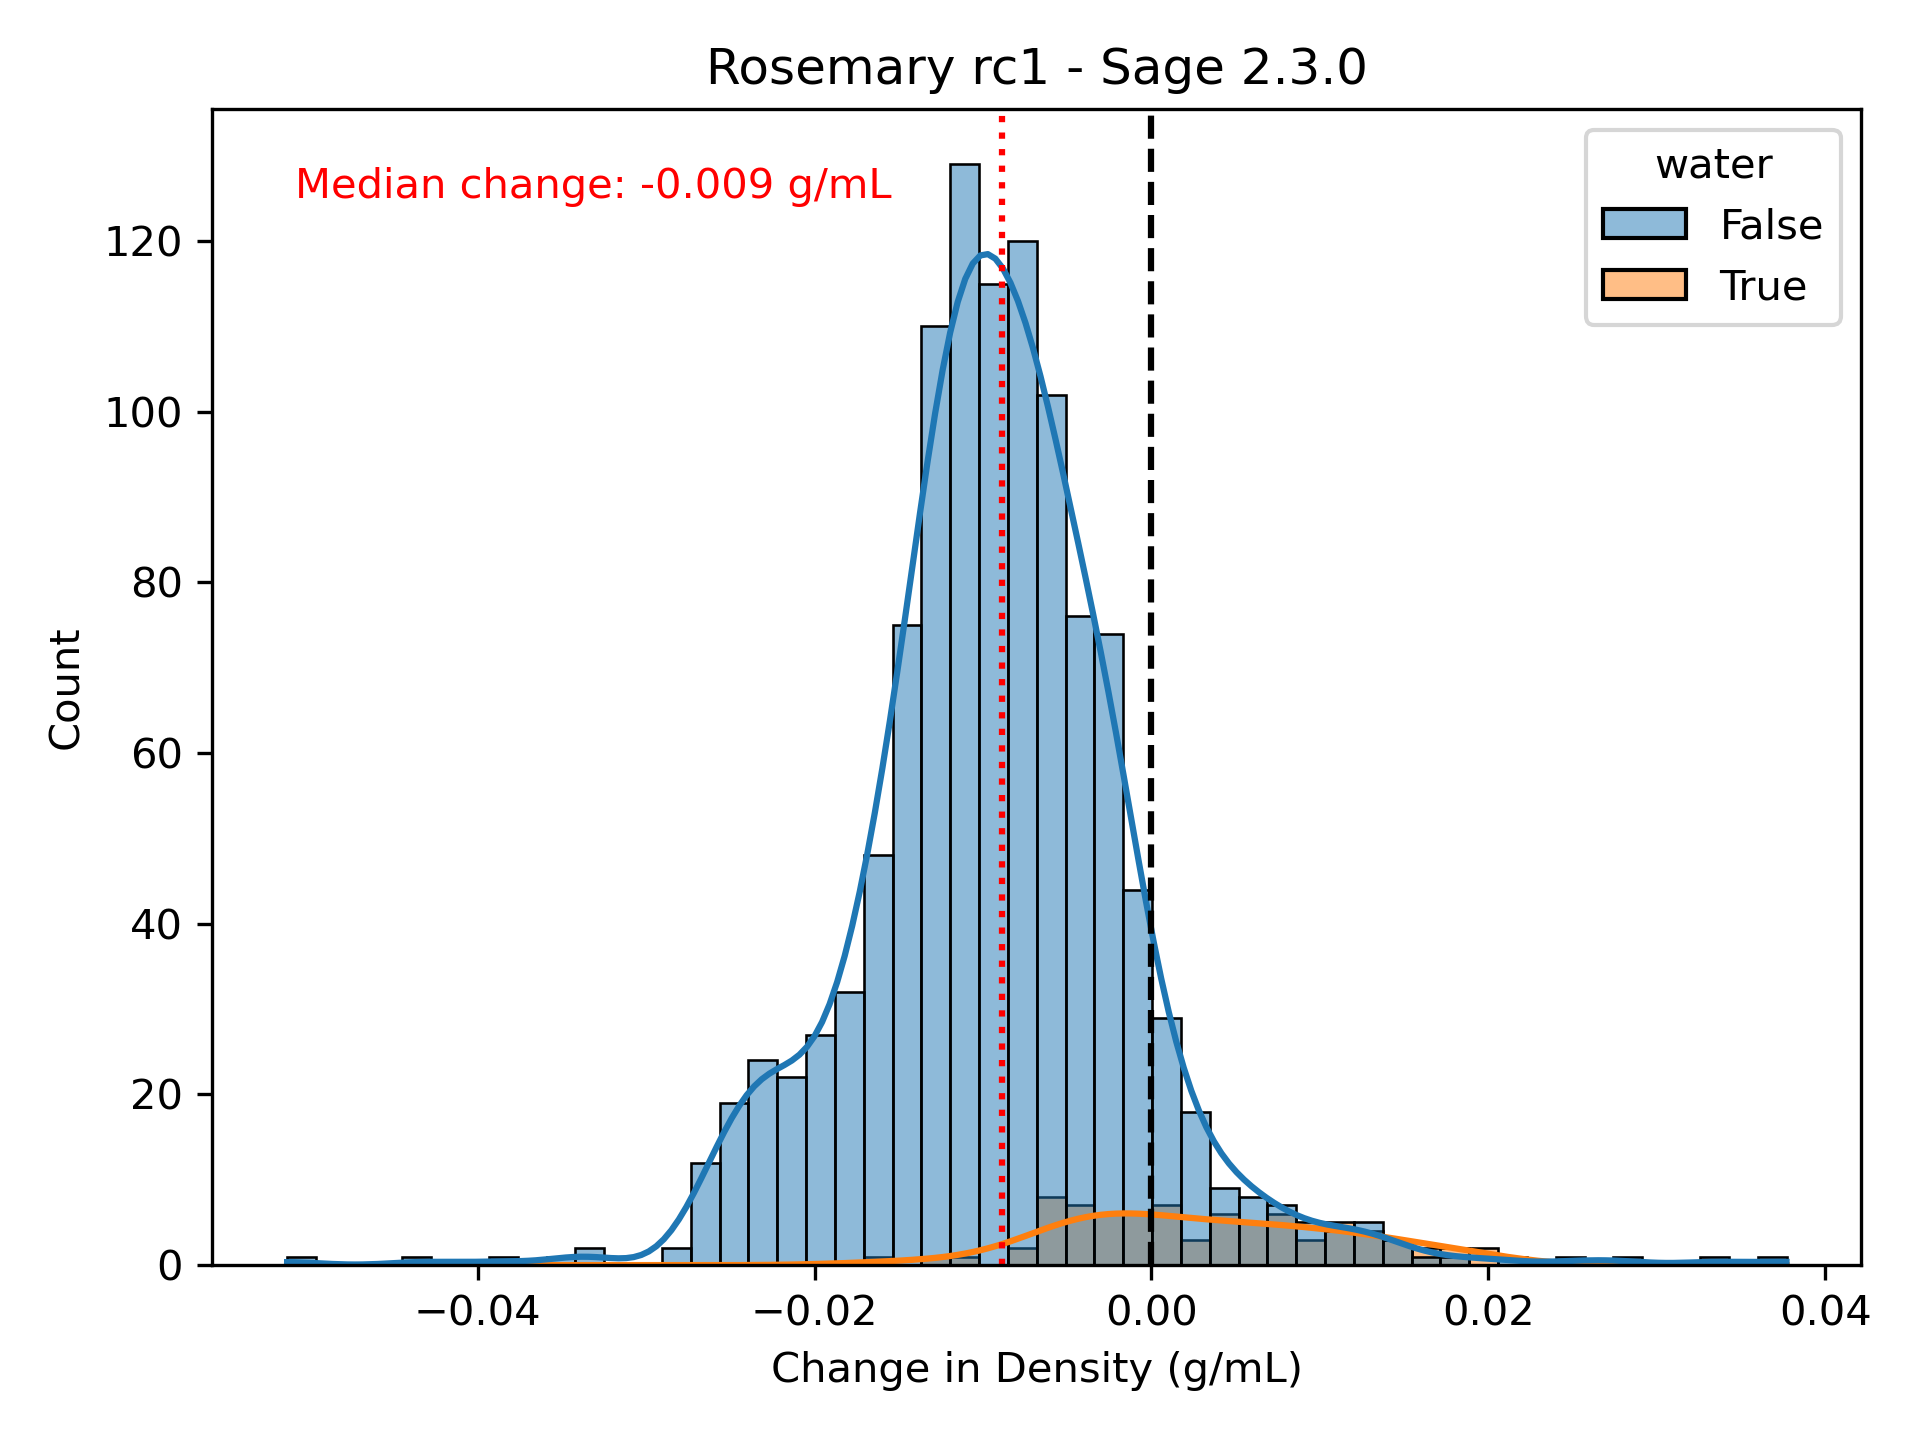 Rosemary rc1 - Sage 2.3.0
Median change: -0.009 g/mL
water
False
True
120
100
80
60
40
20
0
Count
−0.04
−0.02
0.00
0.02
0.04
Change in Density (g/mL)